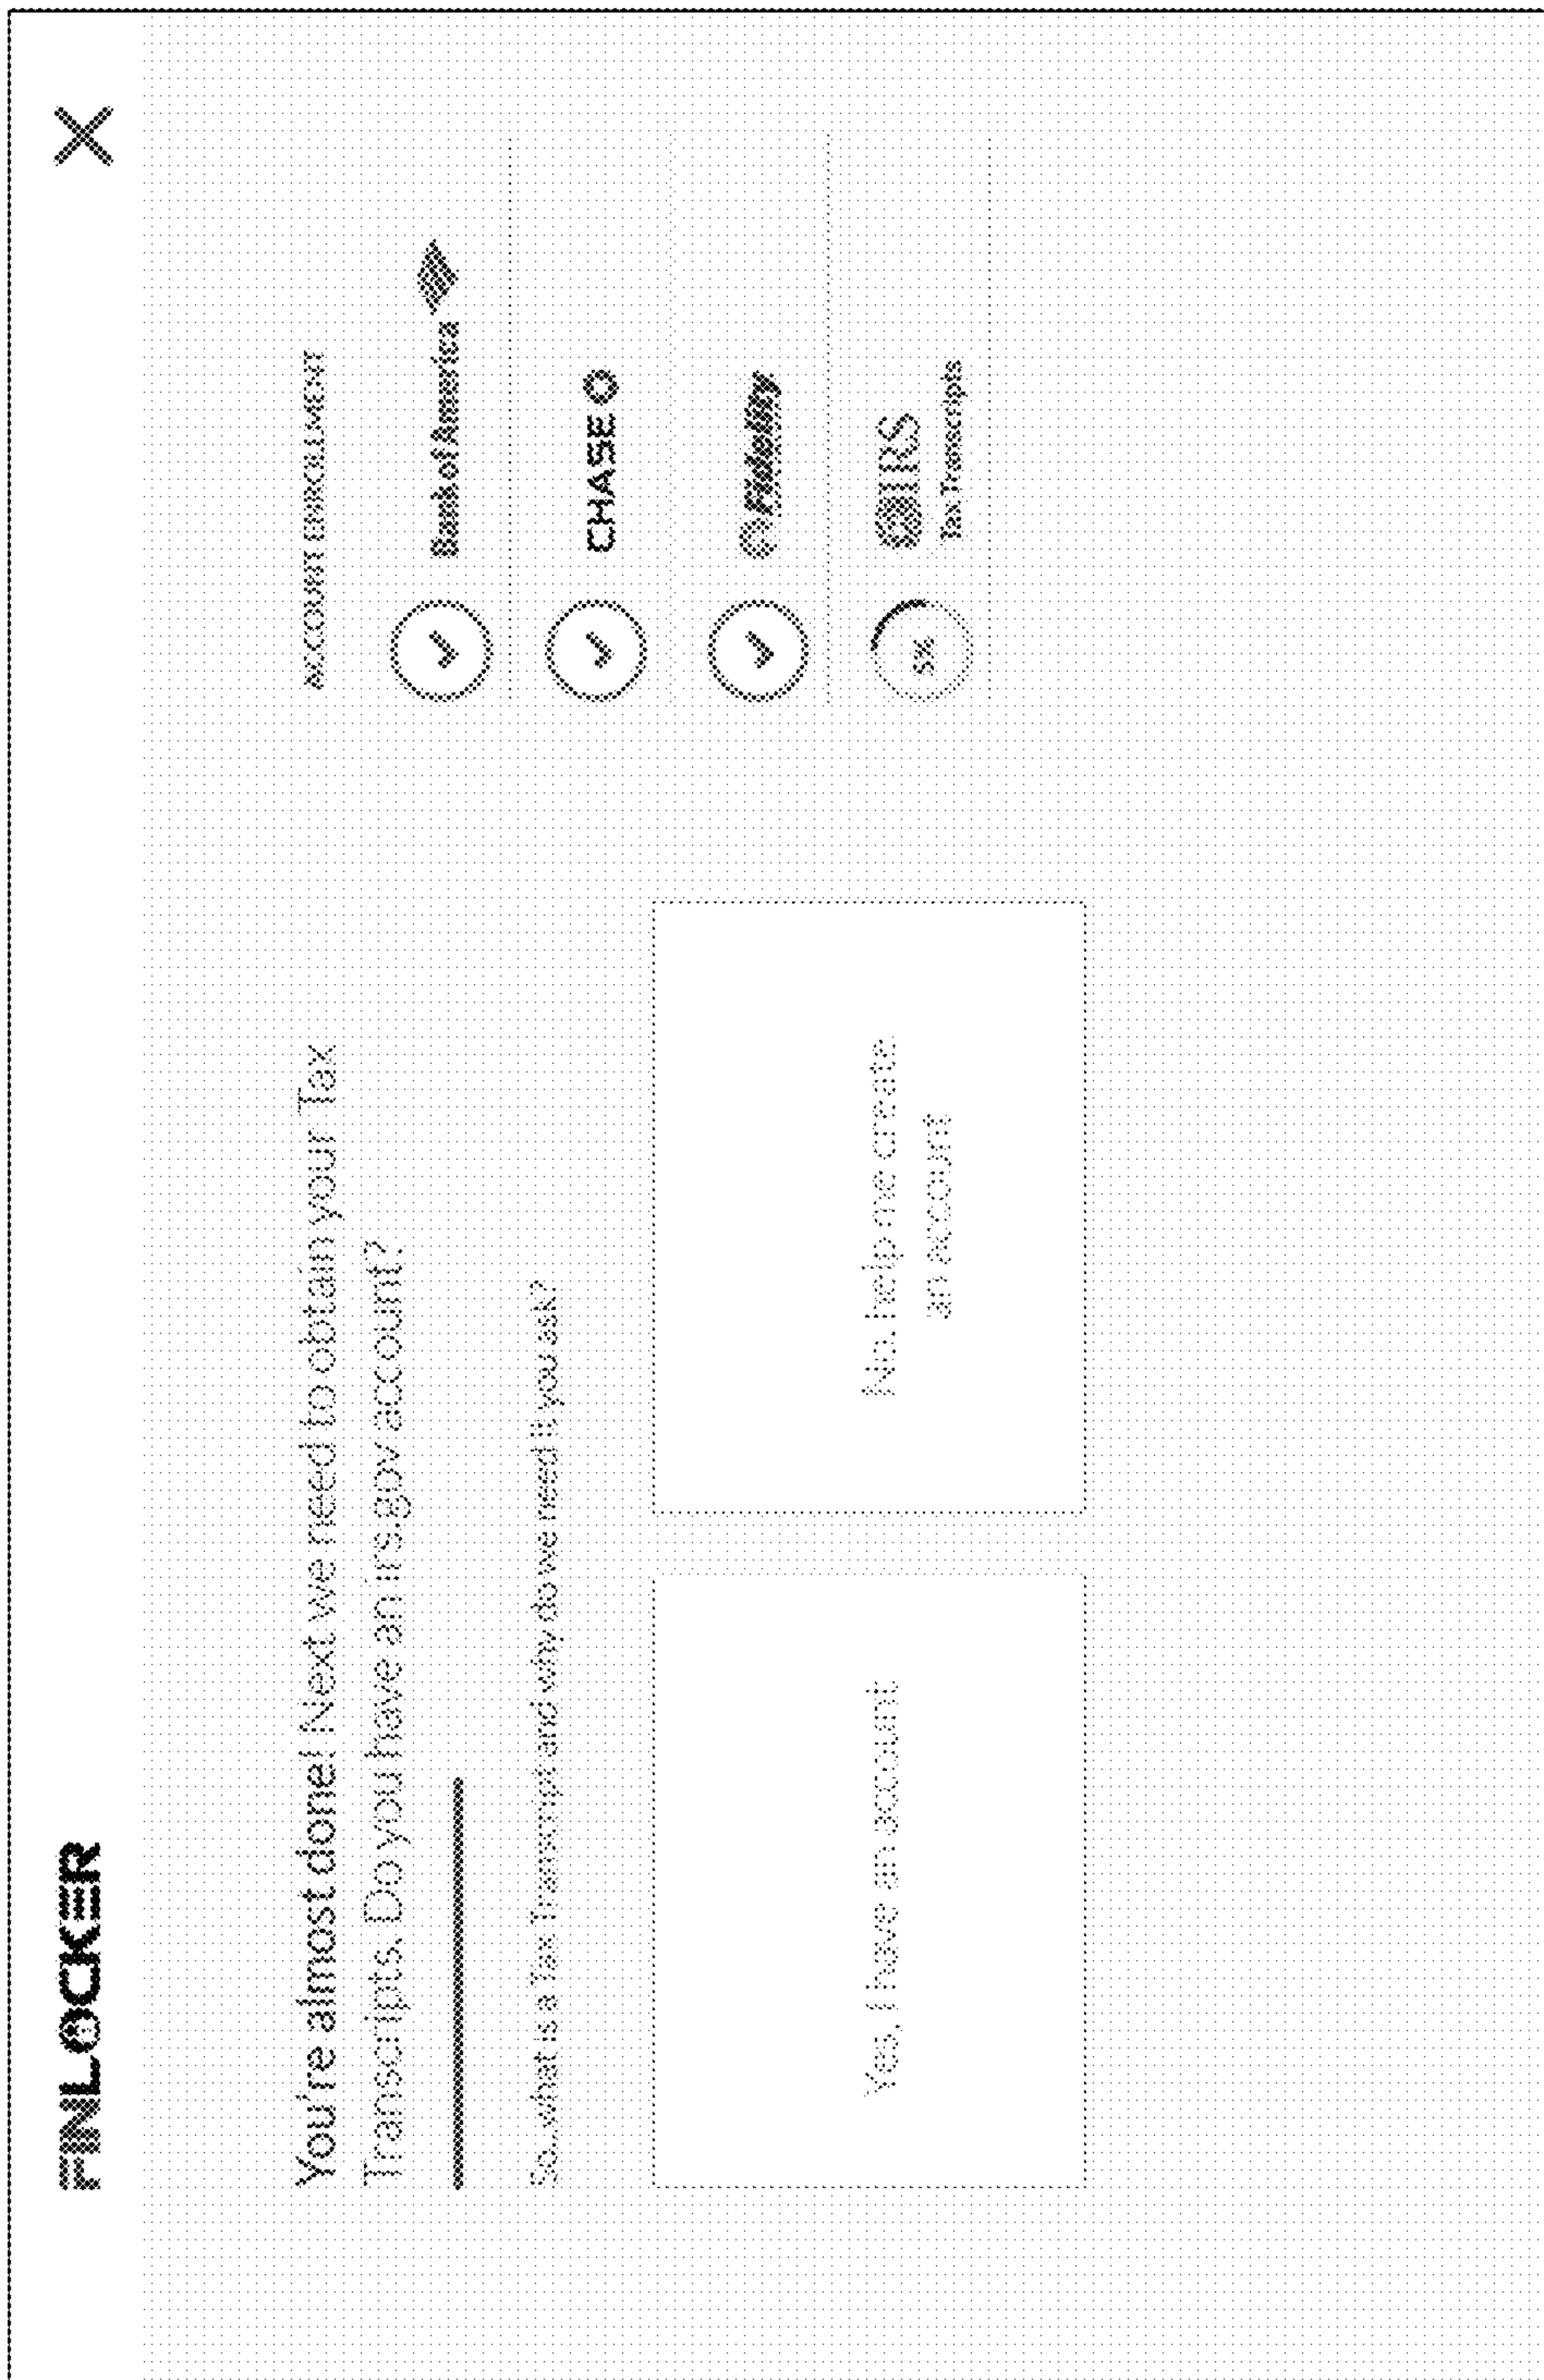 FINLOCKER
You're almost done! Next we need to obtain your Tax
Transcripts. Do you have an irs.gov account?
So...what is a Tax Transcript and why do we need it you ask?
Yes, I have an account
No, help me create
an account
ACCOUNT ENROLLMENT
Bank of America
CHASE
Fidelity
5%
IRS
Tax Transcripts